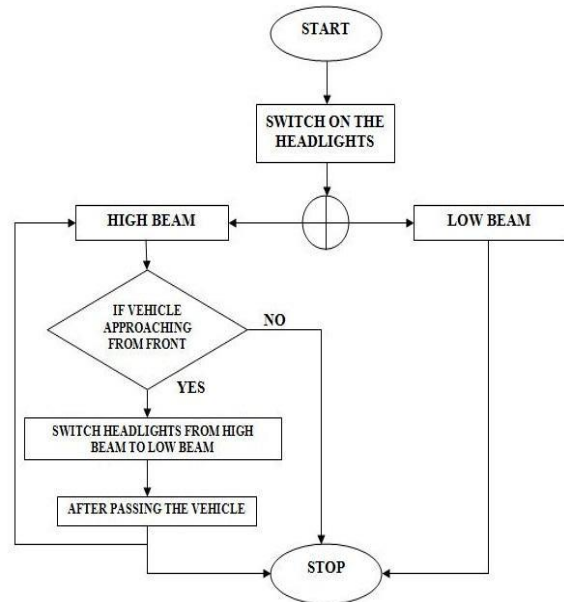 START
SWITCH ON THE
HEADLIGHTS
HIGH BEAM
LOW BEAM
IF VEHICLE
APPROACHING
FROM FRONT
NO
YES
SWITCH HEADLIGHTS FROM HIGH
BEAM TO LOW BEAM
AFTER PASSING THE VEHICLE
STOP